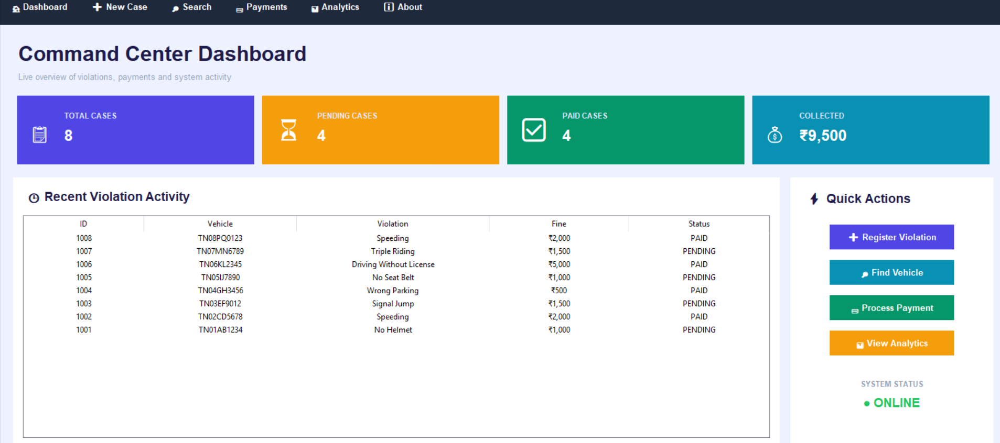 Dashboard New Case Search Payments Analytics About
Command Center Dashboard
Live overview of violations, payments and system activity
TOTAL CASES
8
PENDING CASES
4
PAID CASES
4
COLLECTED
₹9,500
Recent Violation Activity
ID Vehicle Violation Fine Status
1008 TN08PQ0123 Speeding ₹2,000 PAID
1007 TN07MN6789 Triple Riding ₹1,500 PENDING
1006 TN06KL2345 Driving Without License ₹5,000 PAID
1005 TN05IJ7890 No Seat Belt ₹1,000 PENDING
1004 TN04GH3456 Wrong Parking ₹500 PAID
1003 TN03EF9012 Signal Jump ₹1,500 PENDING
1002 TN02CD5678 Speeding ₹2,000 PAID
1001 TN01AB1234 No Helmet ₹1,000 PENDING
Quick Actions
Register Violation
Find Vehicle
Process Payment
View Analytics
SYSTEM STATUS
● ONLINE